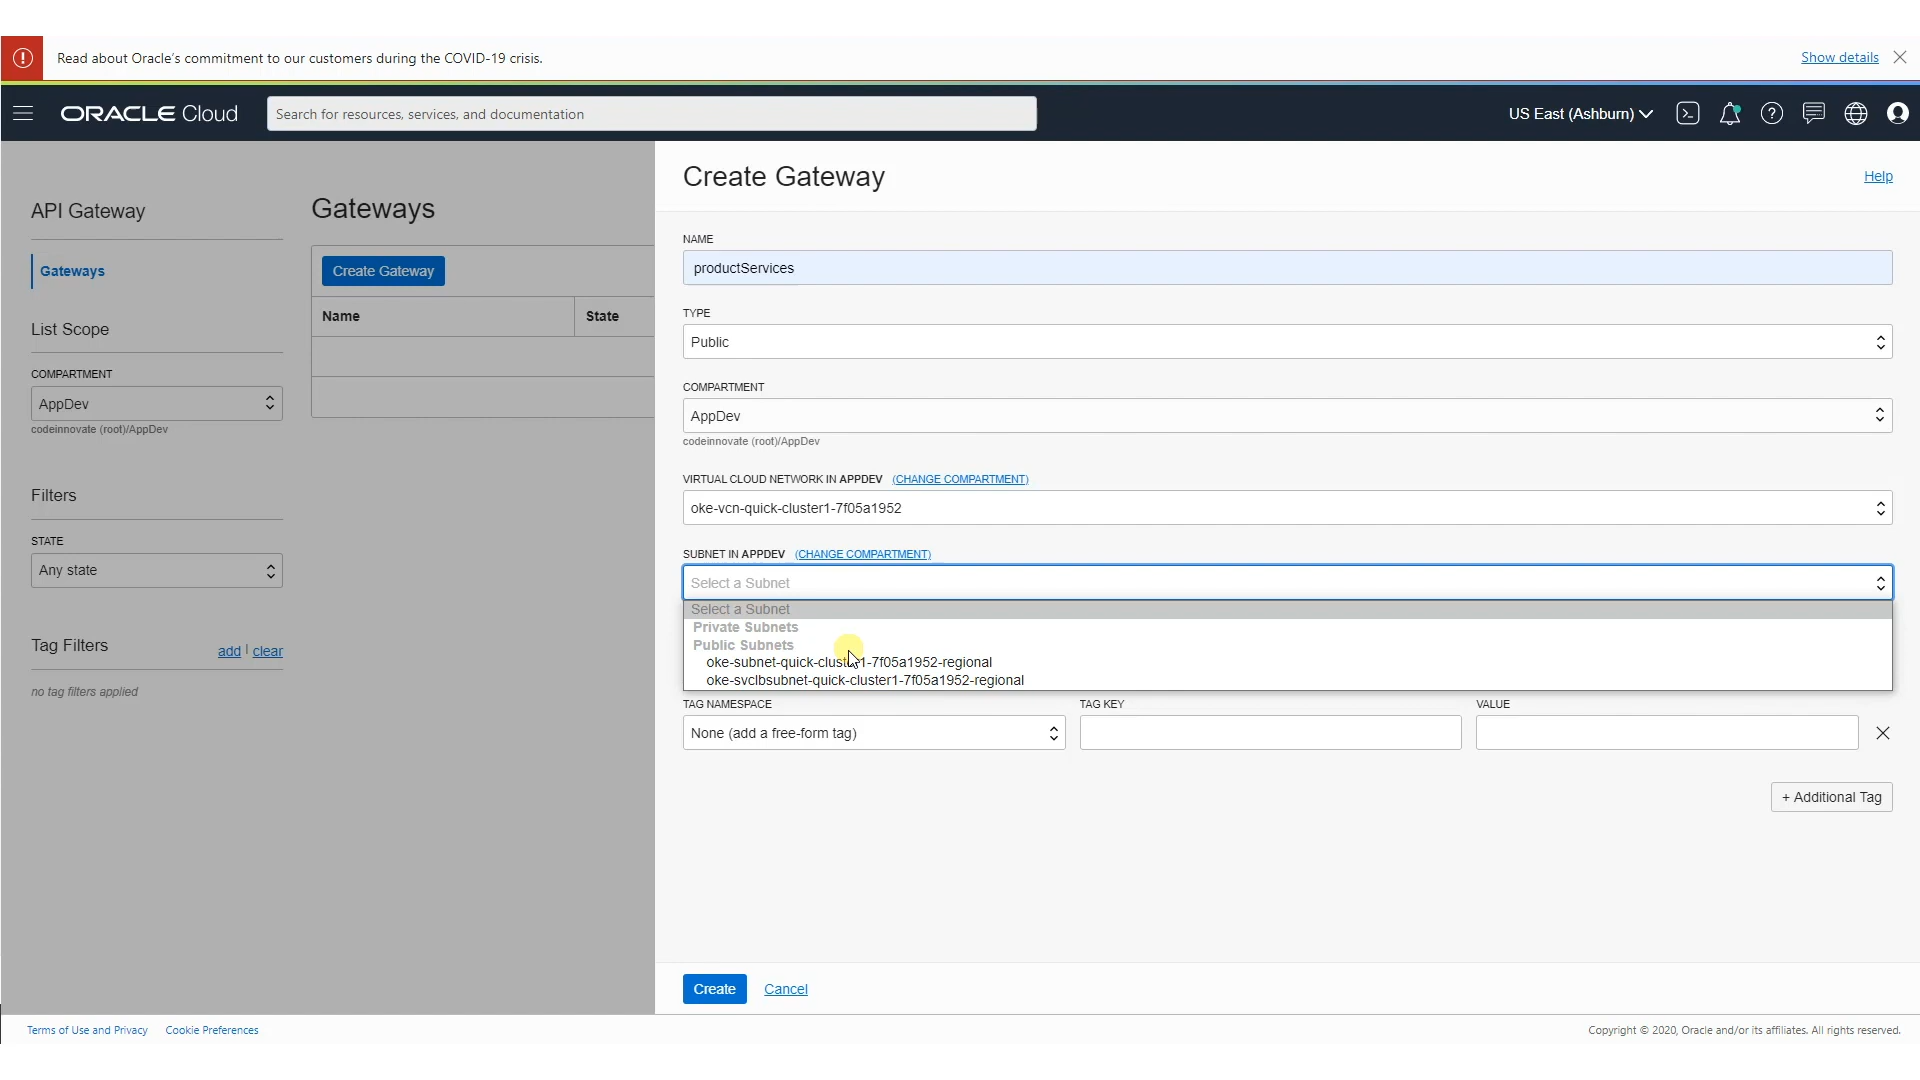 Read about Oracle's commitment to our customers during the COVID-19 crisis.
Show details
ORACLE Cloud
Search for resources, services, and documentation
US East (Ashburn)
API Gateway
Gateways
List Scope
COMPARTMENT
AppDev
codeinnovate (root)/AppDev
Filters
STATE
Any state
Tag Filters
add | clear
no tag filters applied
Gateways
Create Gateway
Name
State
Create Gateway
Help
NAME
productServices
TYPE
Public
COMPARTMENT
AppDev
codeinnovate (root)/AppDev
VIRTUAL CLOUD NETWORK IN APPDEV (CHANGE COMPARTMENT)
oke-vcn-quick-cluster1-7f05a1952
SUBNET IN APPDEV (CHANGE COMPARTMENT)
Select a Subnet
Select a Subnet
Private Subnets
Public Subnets
oke-subnet-quick-cluster1-7f05a1952-regional
oke-svclbsubnet-quick-cluster1-7f05a1952-regional
TAG NAMESPACE
TAG KEY
VALUE
None (add a free-form tag)
+ Additional Tag
Create
Cancel
Terms of Use and Privacy
Cookie Preferences
Copyright © 2020, Oracle and/or its affiliates. All rights reserved.